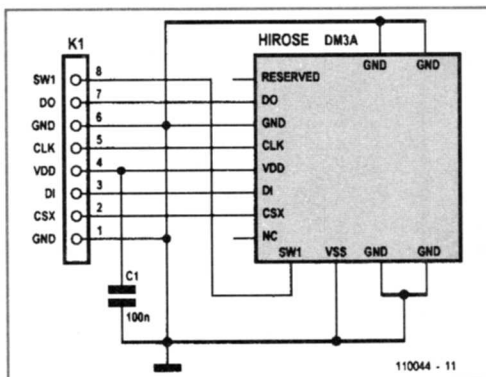 K1
HIROSE DM3A
SW1 8
DO 7
GND 6
CLK 5
VDD 4
DI 3
CSX 2
GND 1
GND GND
RESERVED
DO
GND
CLK
VDD
DI
CSX
NC
SW1 VSS GND GND
C1
100n
110044 - 11